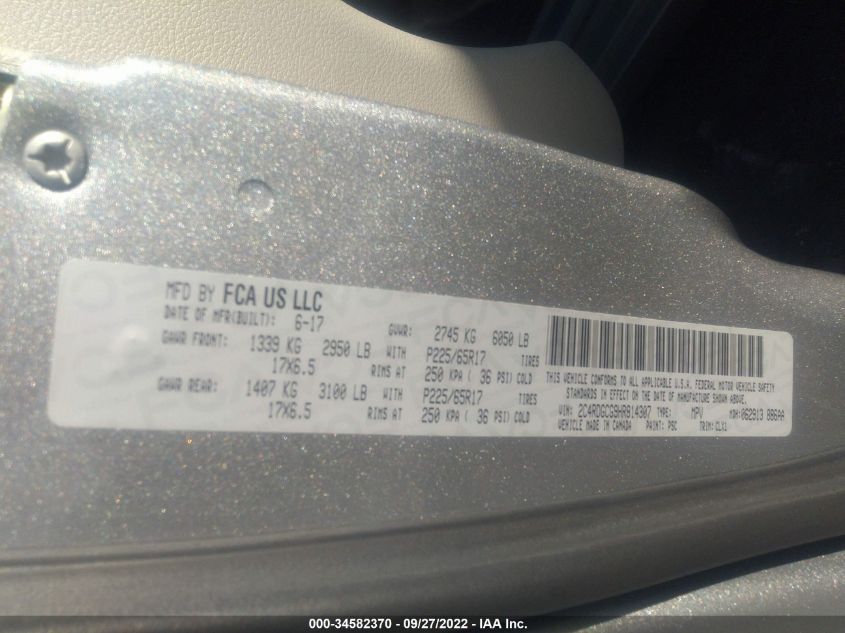 MFD BY FCA US LLC
DATE OF MFR(BUILT): 6-17 GVWR: 2745 KG 6050 LB
GAWR FRONT: 1339 KG 2950 LB WITH P225/65R17 TIRES
17X6.5 RIMS AT 250 KPA ( 36 PSI) COLD
GAWR REAR: 1407 KG 3100 LB WITH P225/65R17 TIRES
17X6.5 RIMS AT 250 KPA ( 36 PSI) COLD
THIS VEHICLE CONFORMS TO ALL APPLICABLE U.S.A. FEDERAL MOTOR VEHICLE SAFETY
STANDARDS IN EFFECT ON THE DATE OF MANUFACTURE SHOWN ABOVE.
VIN: 2C4RDGCG9HR814307 TYPE: MPV MDH: 062913 886AA
VEHICLE MADE IN CANADA PAINT: PSC TRIM: CLX1
000-34582370 - 09/27/2022 - IAA Inc.